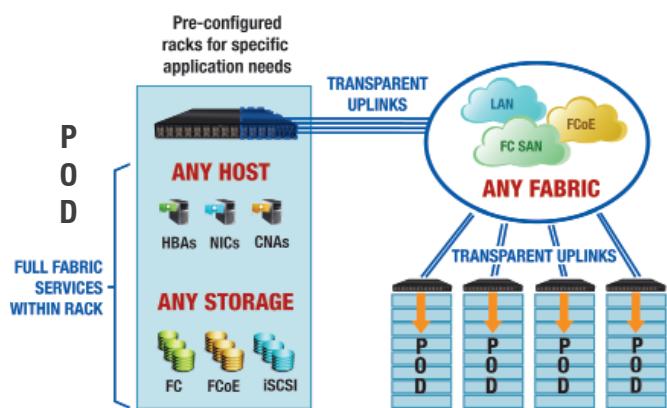 Pre-configured
racks for specific
application needs
TRANSPARENT
UPLINKS
LAN
FCoE
FC SAN
ANY FABRIC
P
O
D
ANY HOST
HBAs NICs CNAs
FULL FABRIC
SERVICES
WITHIN RACK
ANY STORAGE
FC FCoE iSCSI
TRANSPARENT UPLINKS
P P P P
O O O O
D D D D